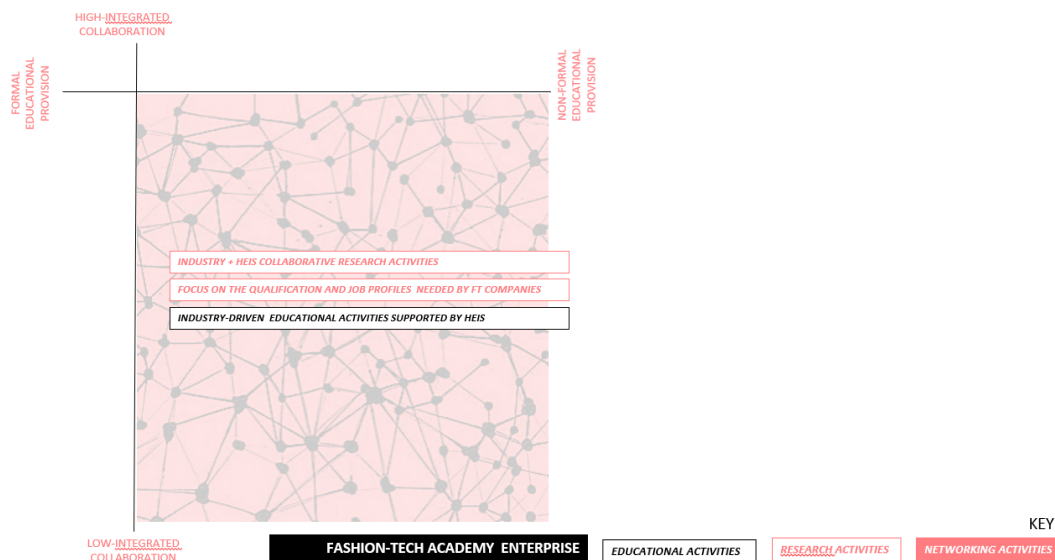 HIGH-INTEGRATED
COLLABORATION
FORMAL
EDUCATIONAL
PROVISION
NON-FORMAL
EDUCATIONAL
PROVISION
INDUSTRY + HEIS COLLABORATIVE RESEARCH ACTIVITIES
FOCUS ON THE QUALIFICATION AND JOB PROFILES NEEDED BY FT COMPANIES
INDUSTRY-DRIVEN EDUCATIONAL ACTIVITIES SUPPORTED BY HEIS
KEY
LOW-INTEGRATED
COLLABORATION
FASHION-TECH ACADEMY ENTERPRISE
EDUCATIONAL ACTIVITIES
RESEARCH ACTIVITIES
NETWORKING ACTIVITIES